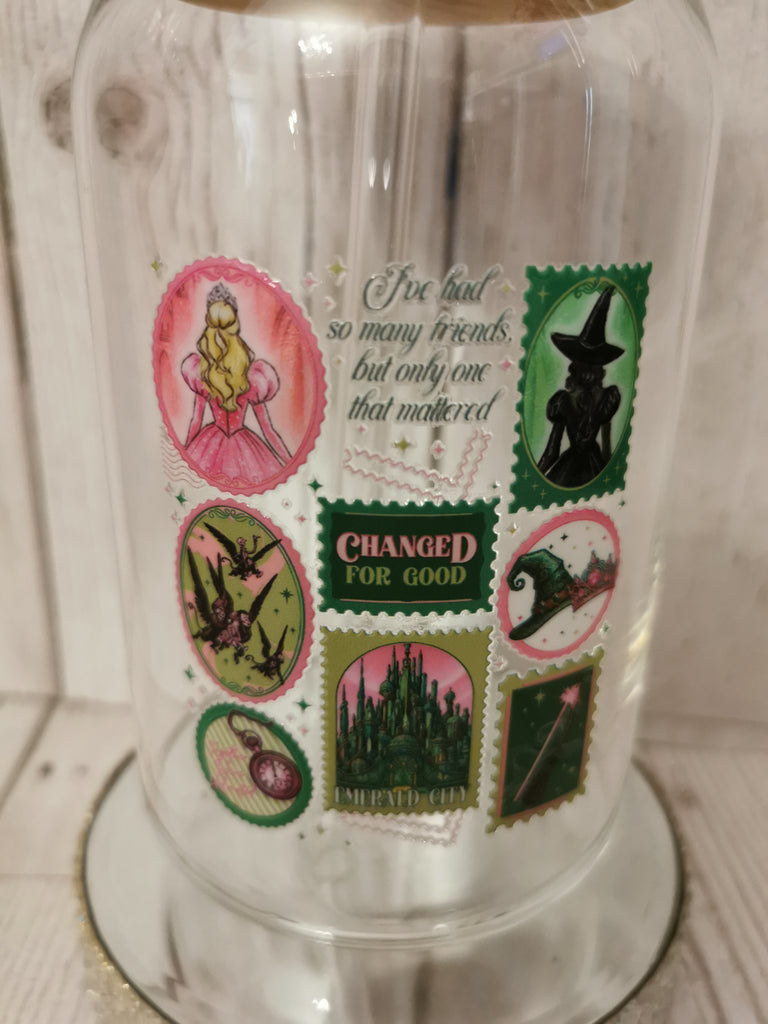 I've had
so many friends,
but only one
that mattered
CHANGED
FOR GOOD
EMERALD CITY